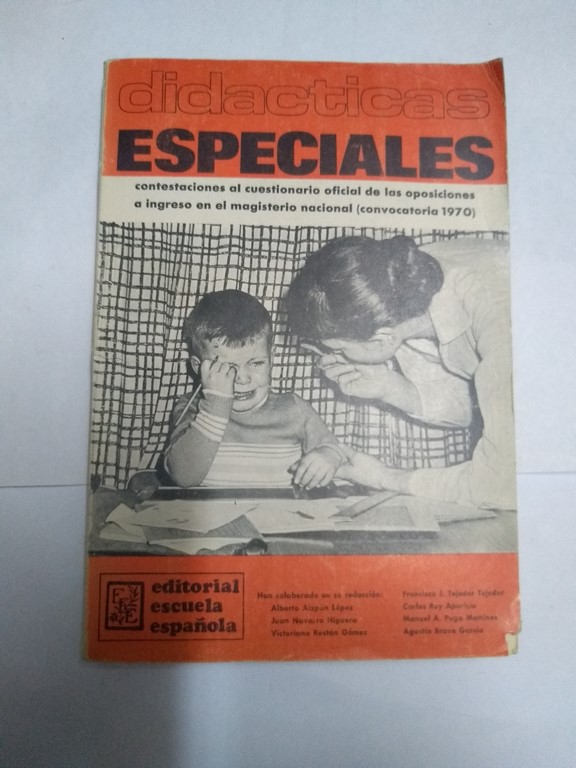 didacticas
ESPECIALES
contestaciones al cuestionario oficial de las oposiciones
a ingreso en el magisterio nacional (convocatoria 1970)
editorial
escuela
española
Han colaborado en su redacción:
Alberto Aizpún López
Juan Navarro Higuera
Victoriano Restán Gómez
Francisco J. Tejedor Tejedor
Carlos Rey Aparicio
Manuel A. Puga Martínez
Agustín Bravo García